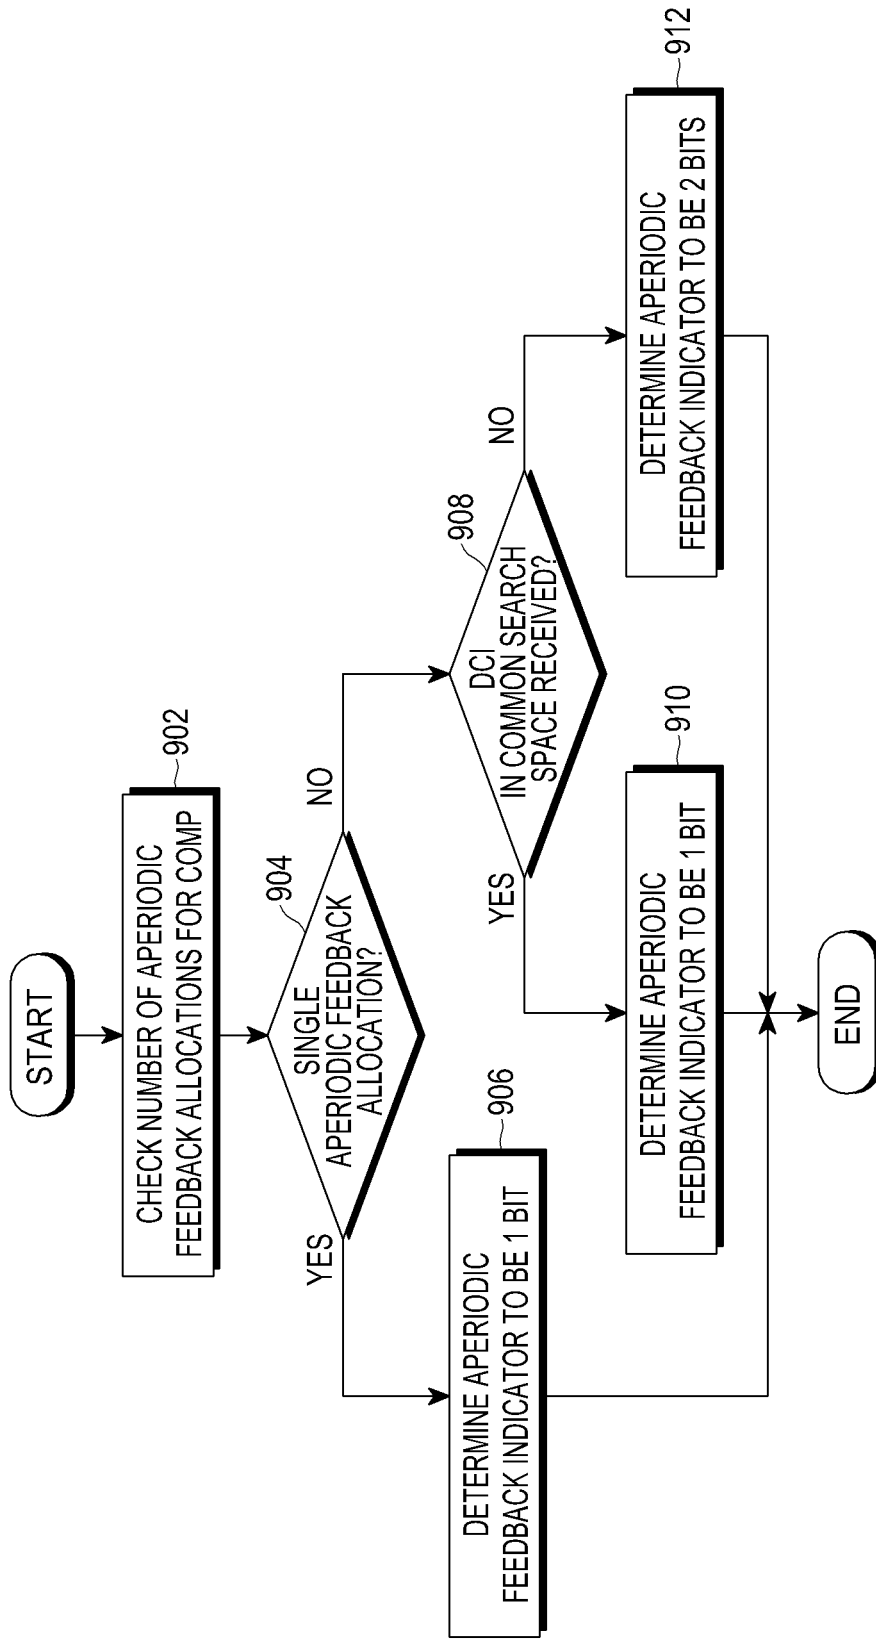 START
902
CHECK NUMBER OF APERIODIC
FEEDBACK ALLOCATIONS FOR COMP
904
SINGLE
APERIODIC FEEDBACK
ALLOCATION?
YES
NO
906
DETERMINE APERIODIC
FEEDBACK INDICATOR TO BE 1 BIT
908
DCI
IN COMMON SEARCH
SPACE RECEIVED?
YES
NO
910
DETERMINE APERIODIC
FEEDBACK INDICATOR TO BE 1 BIT
912
DETERMINE APERIODIC
FEEDBACK INDICATOR TO BE 2 BITS
END